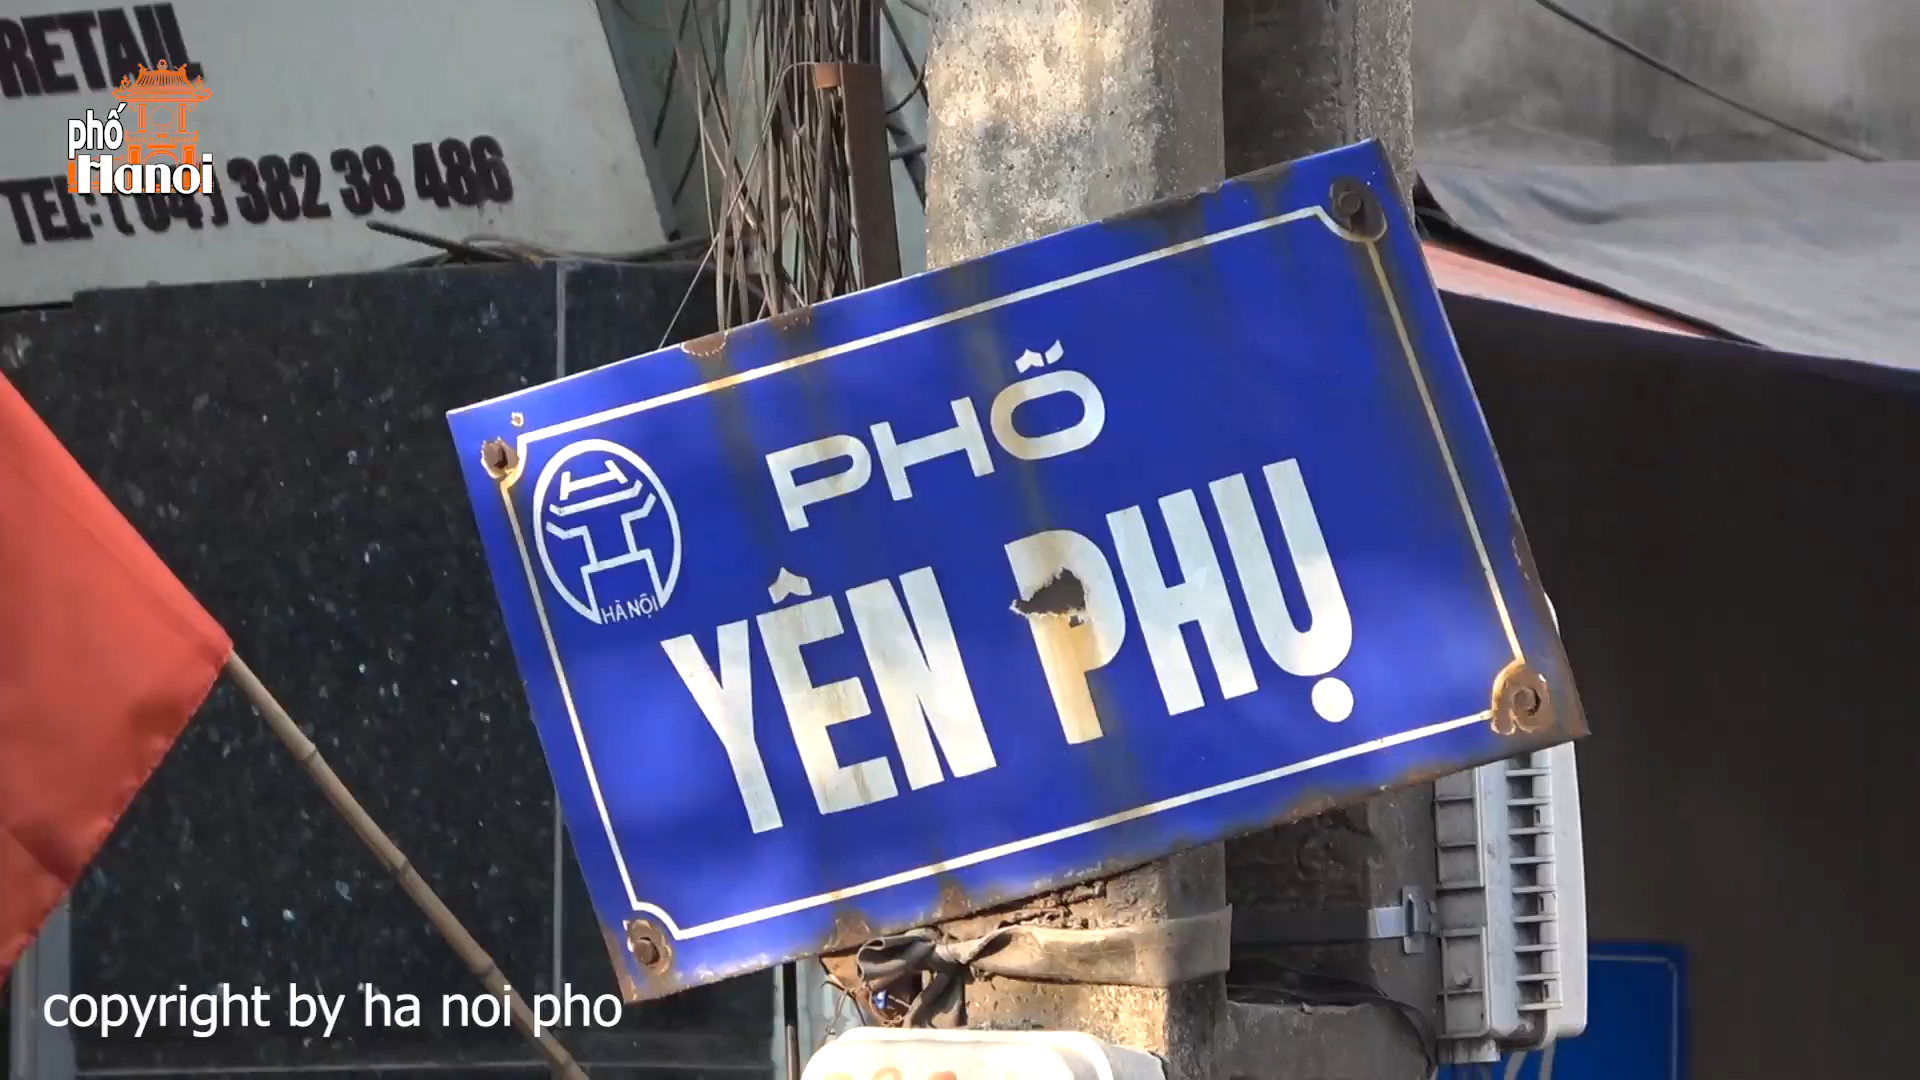 RETAIL
phố
Hanoi
TEL: (04) 382 38 486
PHỐ
YÊN PHỤ
HÀ NỘI
copyright by ha noi pho